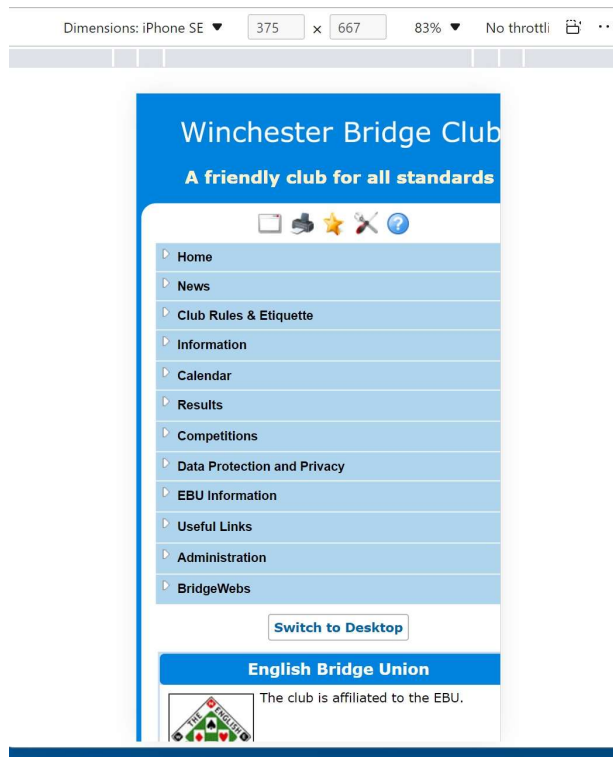 Dimensions: iPhone SE ▼ 375 x 667 83% ▼ No throttli
Winchester Bridge Club
A friendly club for all standards
Home
News
Club Rules & Etiquette
Information
Calendar
Results
Competitions
Data Protection and Privacy
EBU Information
Useful Links
Administration
BridgeWebs
Switch to Desktop
English Bridge Union
The club is affiliated to the EBU.
THE ENGLISH